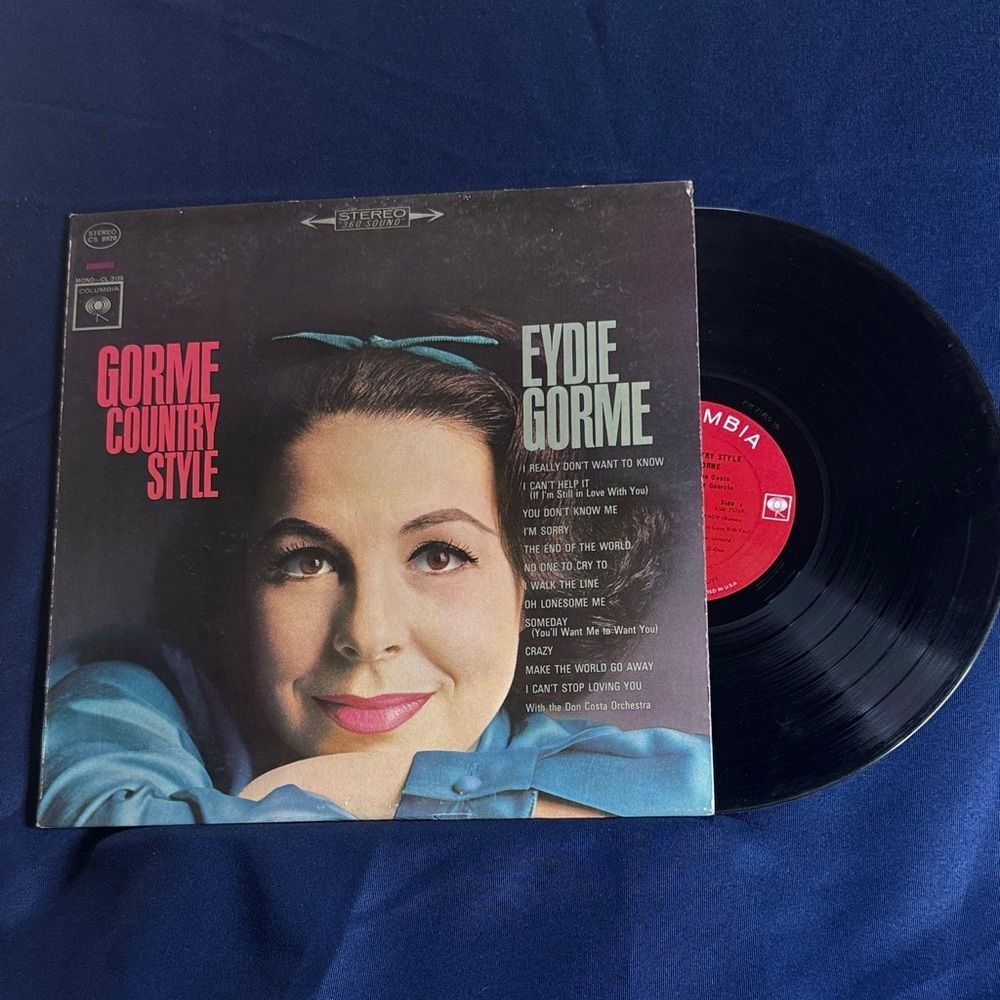 STEREO
360 SOUND
STEREO
CS 8920
MONO—CL 2120
COLUMBIA
GORME
COUNTRY
STYLE
EYDIE
GORME
I REALLY DON'T WANT TO KNOW
I CAN'T HELP IT
(If I'm Still in Love With You)
YOU DON'T KNOW ME
I'M SORRY
THE END OF THE WORLD
NO ONE TO CRY TO
I WALK THE LINE
OH LONESOME ME
SOMEDAY
(You'll Want Me to Want You)
CRAZY
MAKE THE WORLD GO AWAY
I CAN'T STOP LOVING YOU
With the Don Costa Orchestra
MBIA
TRY STYLE
ORME
Costa
Side 1